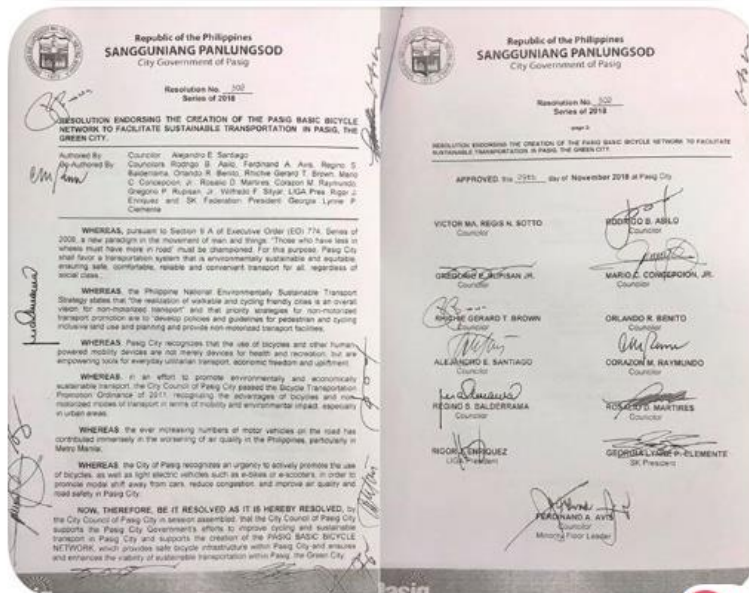 Republic of the Philippines
SANGGUNIANG PANLUNGSOD
City Government of Pasig
Resolution No. 302
Series of 2018
RESOLUTION ENDORSING THE CREATION OF THE PASIG BASIC BICYCLE
NETWORK TO FACILITATE SUSTAINABLE TRANSPORTATION IN PASIG, THE
GREEN CITY.
Authored By Councilor Alejandro E. Santiago
Co-Authored By Councilors Rodrigo B. Asilo, Ferdinand A. Avis, Regino S.
Balderrama, Orlando R. Benito, Rhichie Gerard T. Brown, Mario
C. Concepcion Jr. Rosalio D. Martires, Corazon M. Raymundo,
Gregorio P. Rupisan Jr., Wilfredo F. Sityar, LIGA Pres Rigor J.
Enriquez and SK Federation President Georgia Lynne P.
Clemente
WHEREAS, pursuant to Section 9 A of Executive Order (EO) 774, Series of
2008, a new paradigm in the movement of man and things: "Those who have less in
wheels must have more in road" must be championed. For this purpose, Pasig City
shall favor a transportation system that is environmentally sustainable and equitable,
ensuring safe, comfortable, reliable and convenient transport for all, regardless of
social class.
WHEREAS, the Philippine National Environmentally Sustainable Transport
Strategy states that "the realization of walkable and cycling friendly cities is an overall
vision for non-motorized transport" and that priority strategies for non-motorized
transport promotion are to "develop policies and guidelines for pedestrian and cycling
inclusive land use and planning and provide non-motorized transport facilities.
WHEREAS, Pasig City recognizes that the use of bicycles and other human
powered mobility devices are not merely devices for health and recreation, but are
empowering tools for everyday utilitarian transport, economic freedom and upliftment.
WHEREAS, in an effort to promote environmentally and economically
sustainable transport, the City Council of Pasig City passed the Bicycle Transportation
Promotion Ordinance of 2011, recognizing the advantages of bicycles and non-
motorized modes of transport in terms of mobility and environmental impact, especially
in urban areas.
WHEREAS, the ever increasing numbers of motor vehicles on the road has
contributed immensely in the worsening of air quality in the Philippines, particularly in
Metro Manila;
WHEREAS, the City of Pasig recognizes an urgency to actively promote the use
of bicycles, as well as light electric vehicles such as e-bikes or e-scooters, in order to
promote modal shift away from cars, reduce congestion, and improve air quality and
road safety in Pasig City.
NOW, THEREFORE, BE IT RESOLVED AS IT IS HEREBY RESOLVED, by
the City Council of Pasig City in session assembled, that the City Council of Pasig City
supports the Pasig City Government's efforts to improve cycling and sustainable
transport in Pasig City and supports the creation of the PASIG BASIC BICYCLE
NETWORK, which provides safe bicycle infrastructure within Pasig City and ensures
and enhances the viability of sustainable transportation within Pasig, the Green City.
Republic of the Philippines
SANGGUNIANG PANLUNGSOD
City Government of Pasig
Resolution No. 302
Series of 2018
page 2
RESOLUTION ENDORSING THE CREATION OF THE PASIG BASIC BICYCLE NETWORK TO FACILITATE
SUSTAINABLE TRANSPORTATION IN PASIG, THE GREEN CITY.
APPROVED, this 29th day of November 2018 at Pasig City
VICTOR MA. REGIS N. SOTTO
Councilor
RODRIGO B. ASILO
Councilor
GREGORIO P. RUPISAN JR.
Councilor
MARIO C. CONCEPCION, JR.
Councilor
RHICHIE GERARD T. BROWN
Councilor
ORLANDO R. BENITO
Councilor
ALEJANDRO E. SANTIAGO
Councilor
CORAZON M. RAYMUNDO
Councilor
REGINO S. BALDERRAMA
Councilor
ROSALIO D. MARTIRES
Councilor
RIGOR J. ENRIQUEZ
LIGA President
GEORGIA LYNNE P. CLEMENTE
SK President
FERDINAND A. AVIS
Councilor
Minority Floor Leader